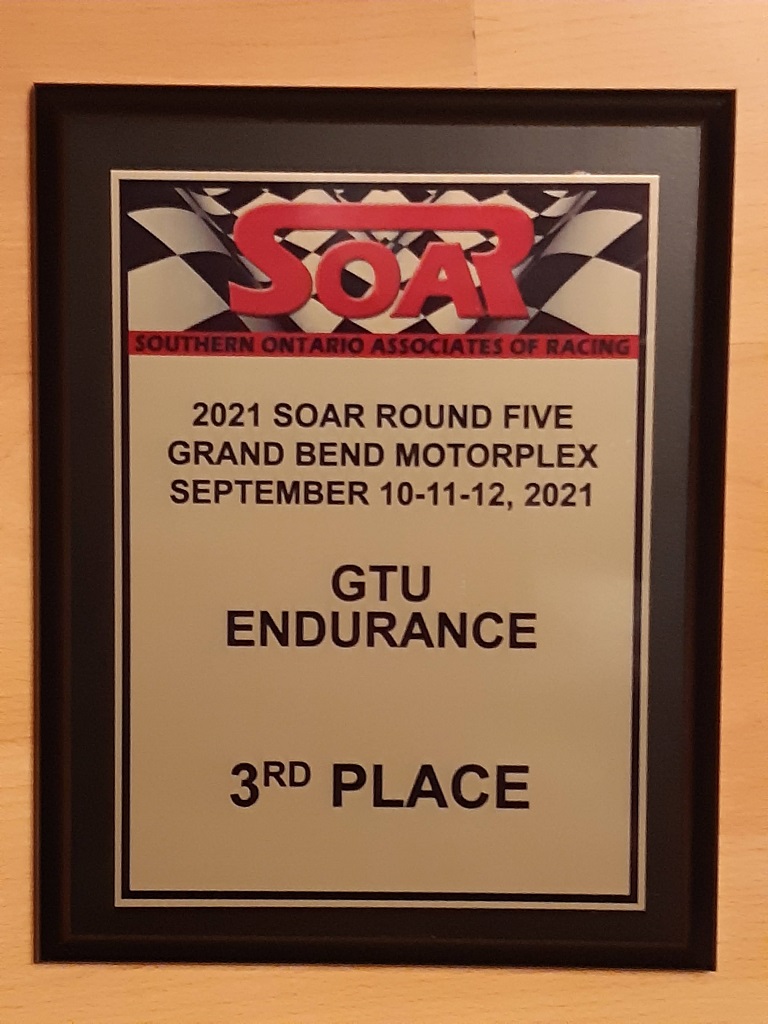 SOAR
SOUTHERN ONTARIO ASSOCIATES OF RACING
2021 SOAR ROUND FIVE
GRAND BEND MOTORPLEX
SEPTEMBER 10-11-12, 2021
GTU
ENDURANCE
3RD PLACE